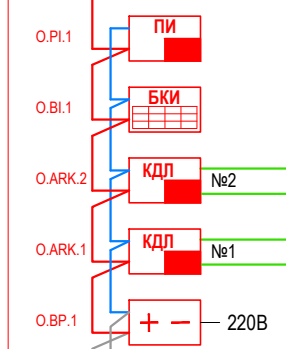 O.PI.1 ПИ
O.BI.1 БКИ
O.ARK.2 КДЛ №2
O.ARK.1 КДЛ №1
O.BP.1 + − 220В